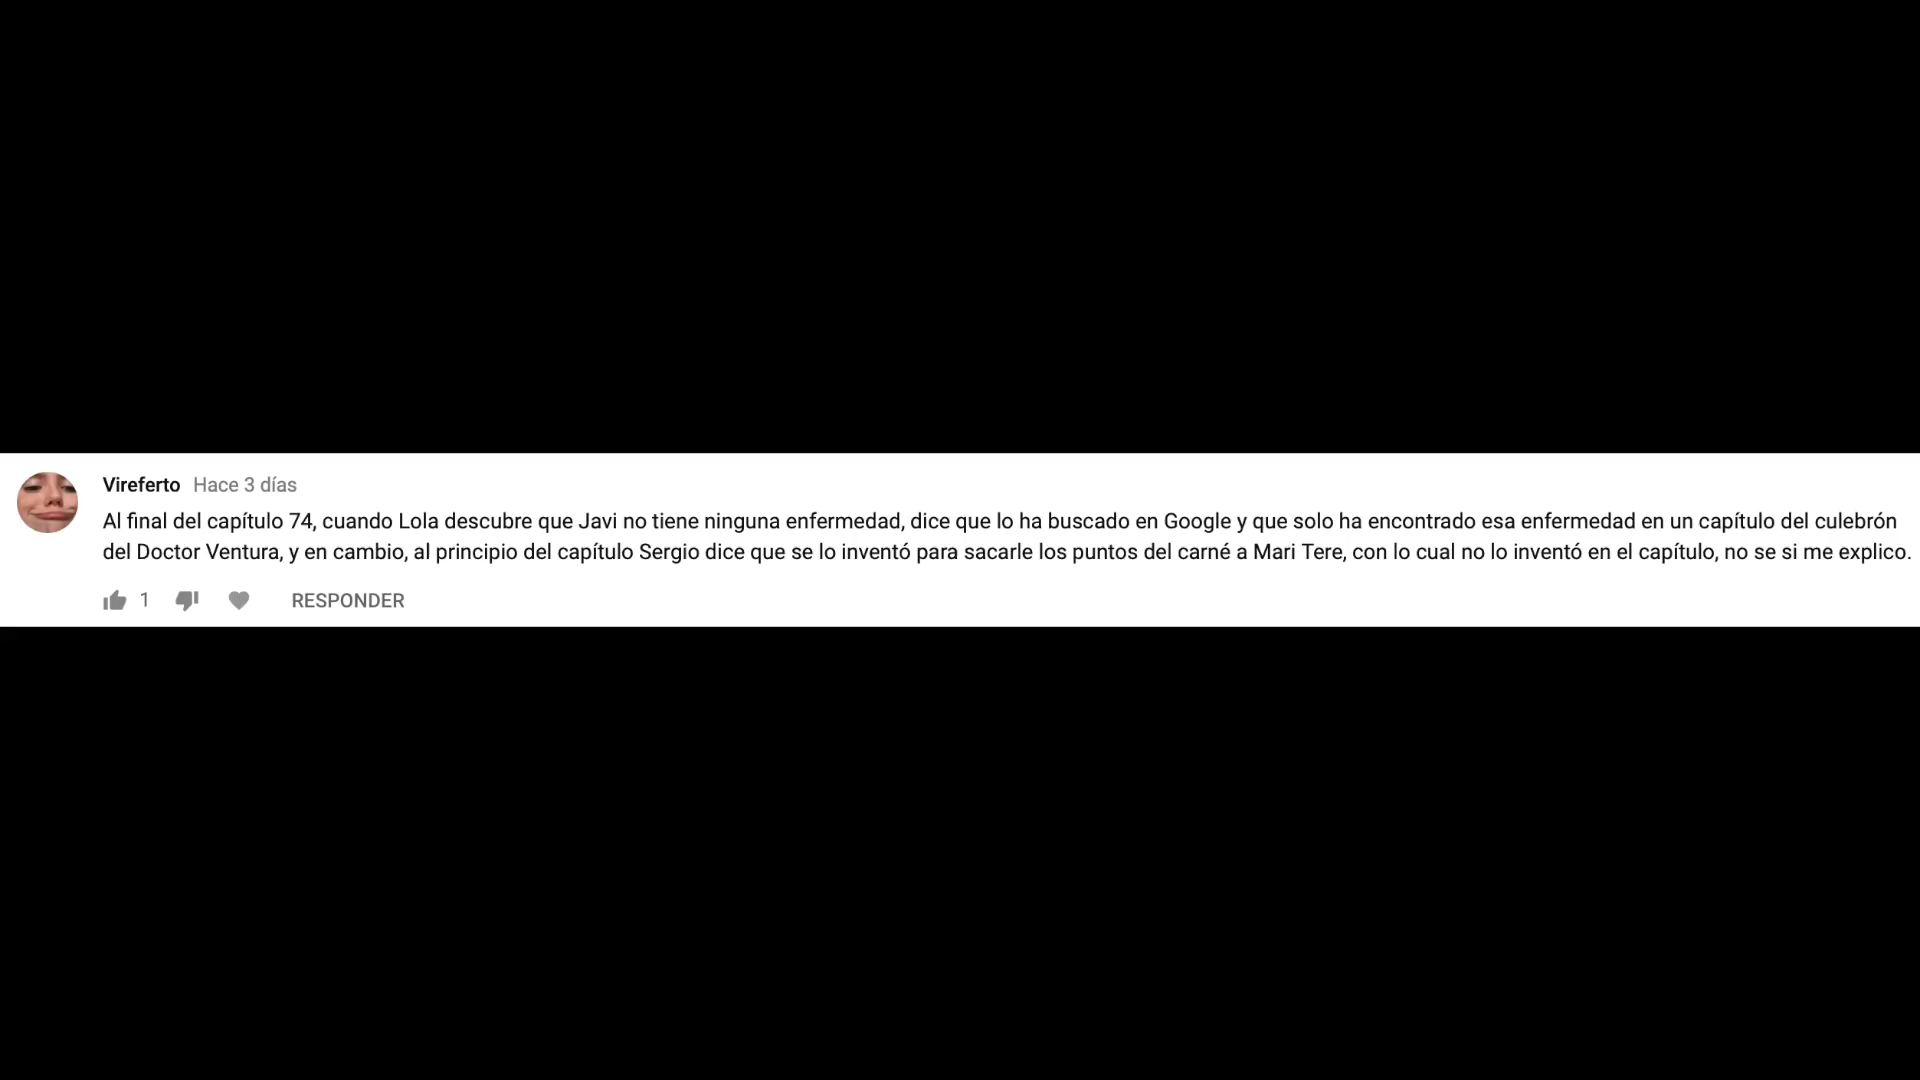 Vireferto Hace 3 días
Al final del capítulo 74, cuando Lola descubre que Javi no tiene ninguna enfermedad, dice que lo ha buscado en Google y que solo ha encontrado esa enfermedad en un capítulo del culebrón
del Doctor Ventura, y en cambio, al principio del capítulo Sergio dice que se lo inventó para sacarle los puntos del carné a Mari Tere, con lo cual no lo inventó en el capítulo, no se si me explico.
1 RESPONDER